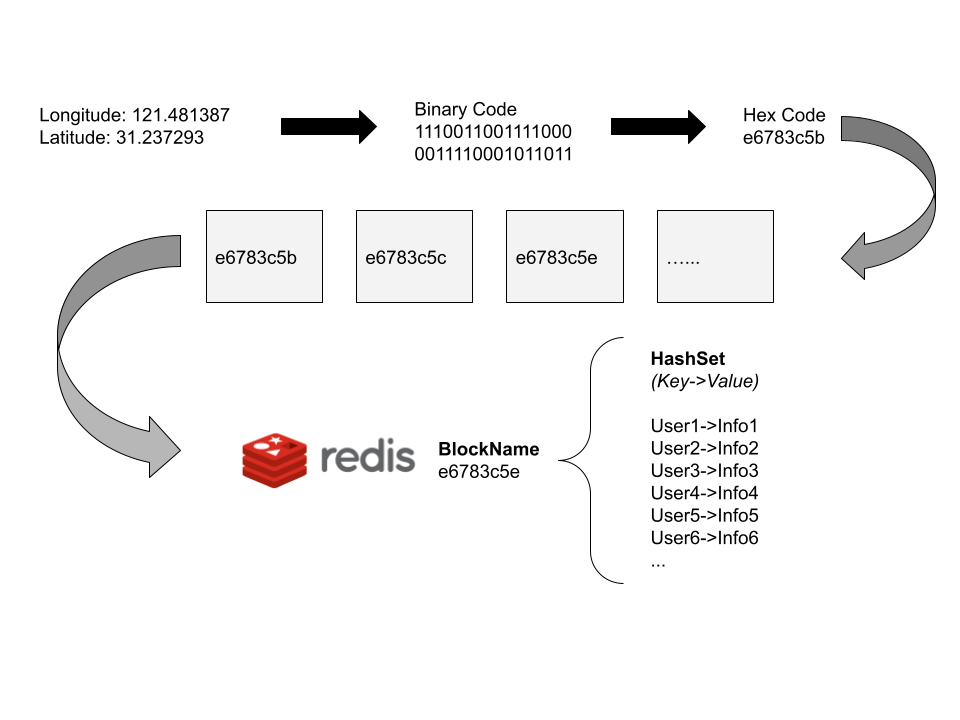 Longitude: 121.481387
Latitude: 31.237293
Binary Code
1110011001111000
0011110001011011
Hex Code
e6783c5b
e6783c5b
e6783c5c
e6783c5e
…...
redis
BlockName
e6783c5e
HashSet
(Key->Value)
User1->Info1
User2->Info2
User3->Info3
User4->Info4
User5->Info5
User6->Info6
...